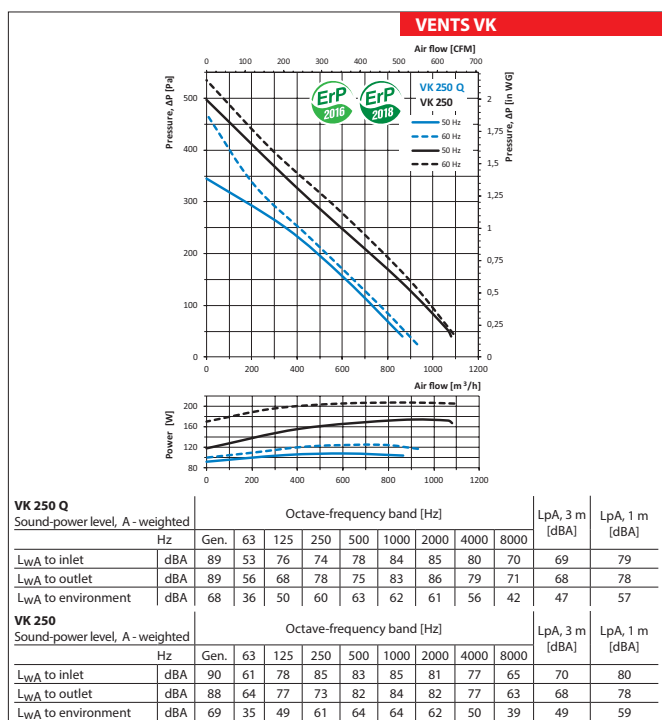 VENTS VK
Air flow [CFM]
0 100 200 300 400 500 600 700
Pressure, ΔP [Pa]
500
400
300
200
100
0
ErP 2016
ErP 2018
VK 250 Q
VK 250
50 Hz
60 Hz
50 Hz
60 Hz
Pressure, ΔP [in WG]
2
1,75
1,5
1,25
1
0,75
0,5
0,25
0
0 200 400 600 800 1000 1200
Air flow [m³/h]
Power [W]
200
160
120
80
0 200 400 600 800 1000 1200
VK 250 Q
Sound-power level, A - weighted
Octave-frequency band [Hz]
LpA, 3 m [dBA]
LpA, 1 m [dBA]
Hz Gen. 63 125 250 500 1000 2000 4000 8000
LWA to inlet dBA 89 53 76 74 78 84 85 80 70 69 79
LWA to outlet dBA 89 56 68 78 75 83 86 79 71 68 78
LWA to environment dBA 68 36 50 60 63 62 61 56 42 47 57
VK 250
Sound-power level, A - weighted
Octave-frequency band [Hz]
LpA, 3 m [dBA]
LpA, 1 m [dBA]
Hz Gen. 63 125 250 500 1000 2000 4000 8000
LWA to inlet dBA 90 61 78 85 83 85 81 77 65 70 80
LWA to outlet dBA 88 64 77 73 82 84 82 77 63 68 78
LWA to environment dBA 69 35 49 61 64 64 62 50 39 49 59